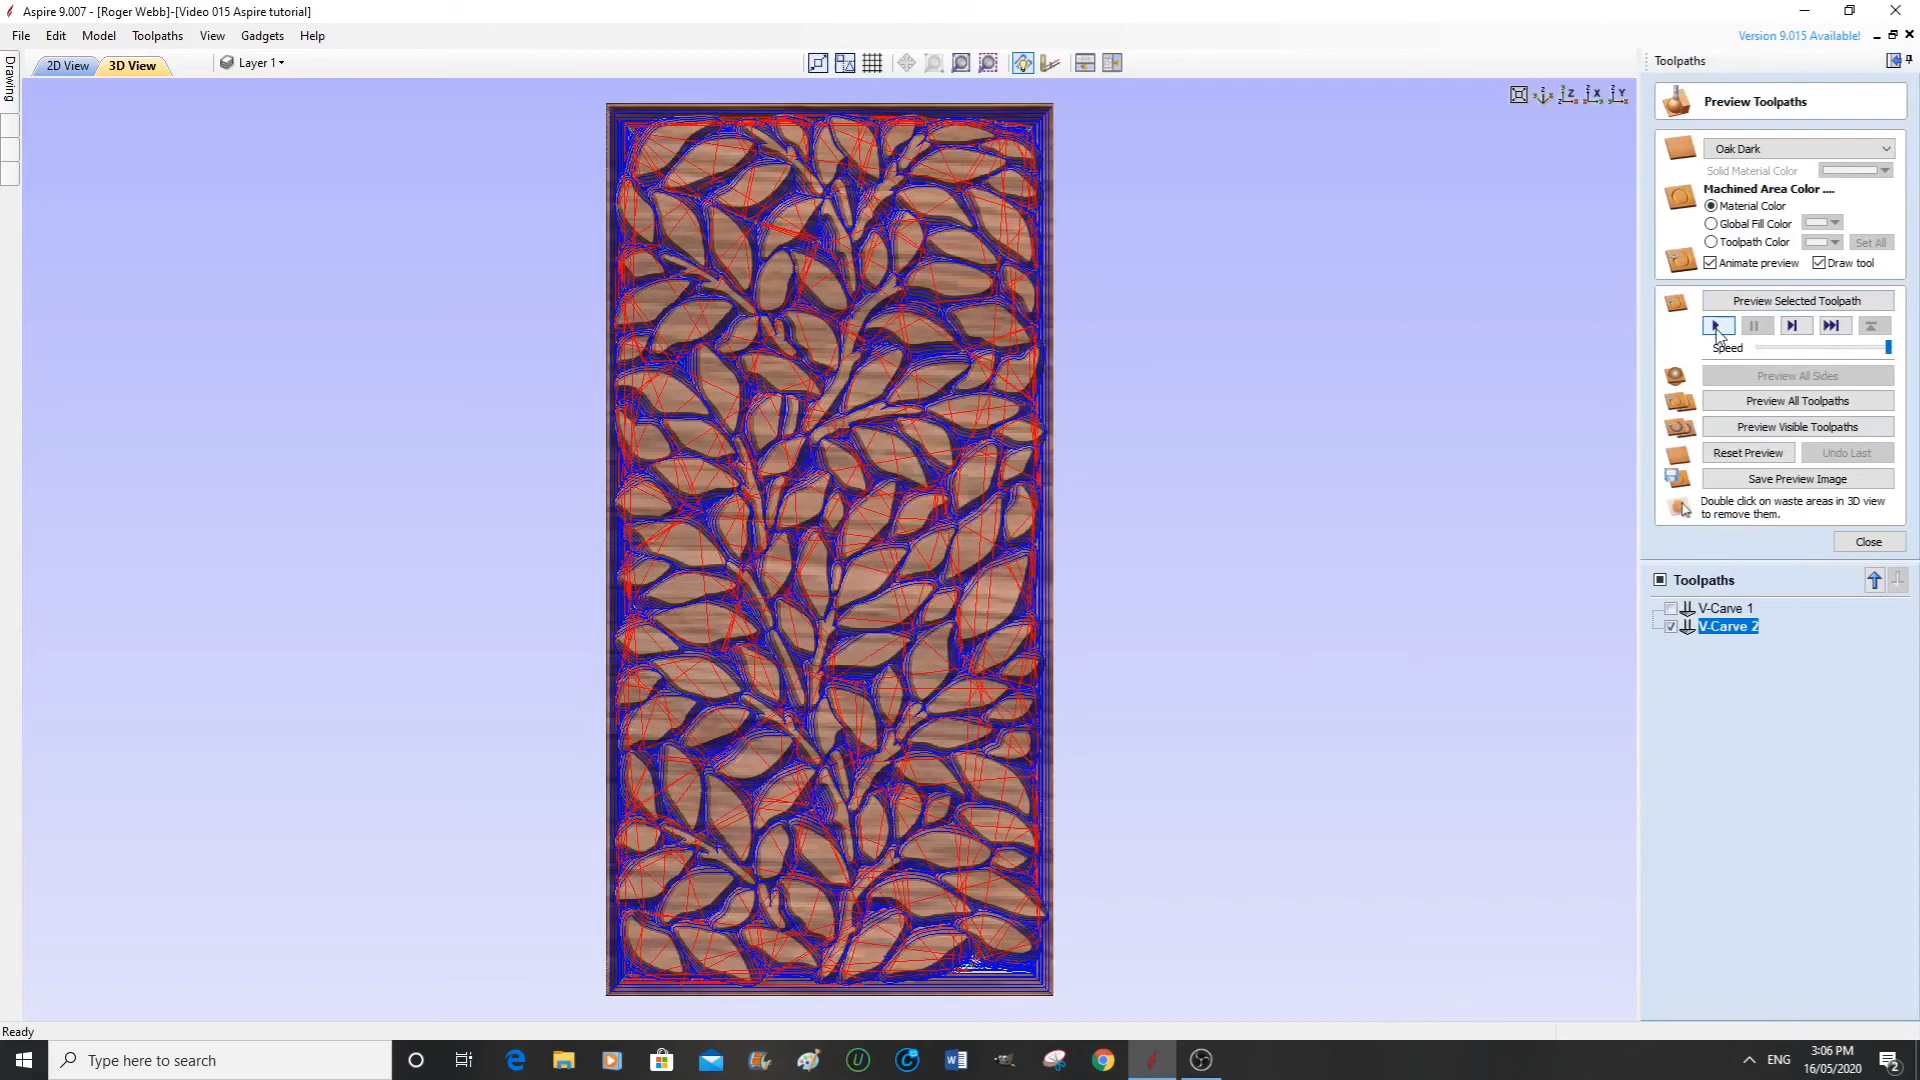 Aspire 9.007 - [Roger Webb]-[Video 015 Aspire tutorial]
File Edit Model Toolpaths View Gadgets Help
Version 9.015 Available!
Drawing
2D View
3D View
Layer 1
Toolpaths
Preview Toolpaths
Oak Dark
Solid Material Color
Machined Area Color ....
Material Color
Global Fill Color
Toolpath Color
Set All
Animate preview
Draw tool
Preview Selected Toolpath
Speed
Preview All Sides
Preview All Toolpaths
Preview Visible Toolpaths
Reset Preview
Undo Last
Save Preview Image
Double click on waste areas in 3D view
to remove them.
Close
Toolpaths
V-Carve 1
V-Carve 2
Ready
Type here to search
ENG
3:06 PM
16/05/2020
2